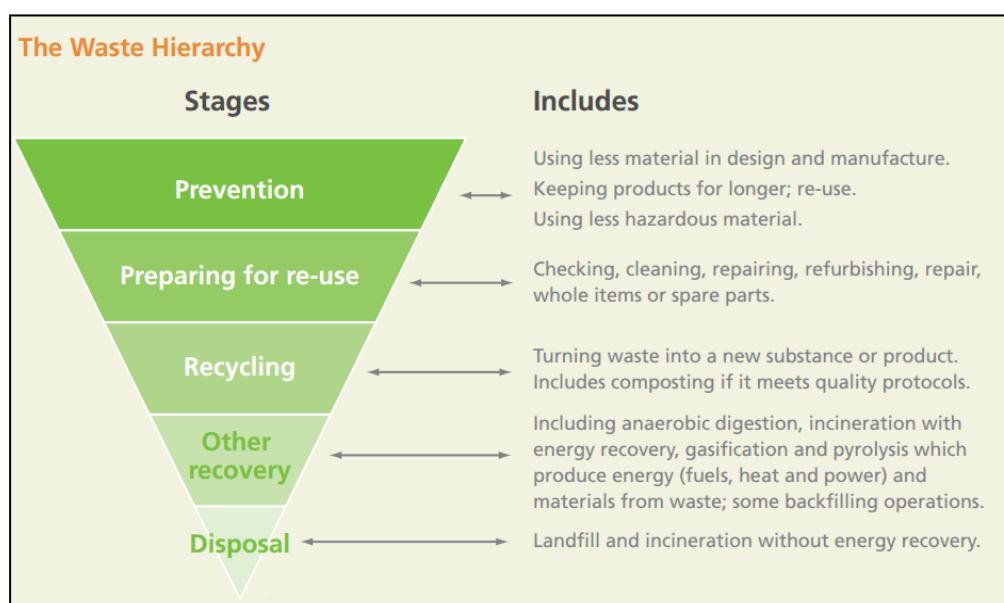 The Waste Hierarchy
Stages
Includes
Prevention
Using less material in design and manufacture.
Keeping products for longer; re-use.
Using less hazardous material.
Preparing for re-use
Checking, cleaning, repairing, refurbishing, repair,
whole items or spare parts.
Recycling
Turning waste into a new substance or product.
Includes composting if it meets quality protocols.
Other
recovery
Including anaerobic digestion, incineration with
energy recovery, gasification and pyrolysis which
produce energy (fuels, heat and power) and
materials from waste; some backfilling operations.
Disposal
Landfill and incineration without energy recovery.